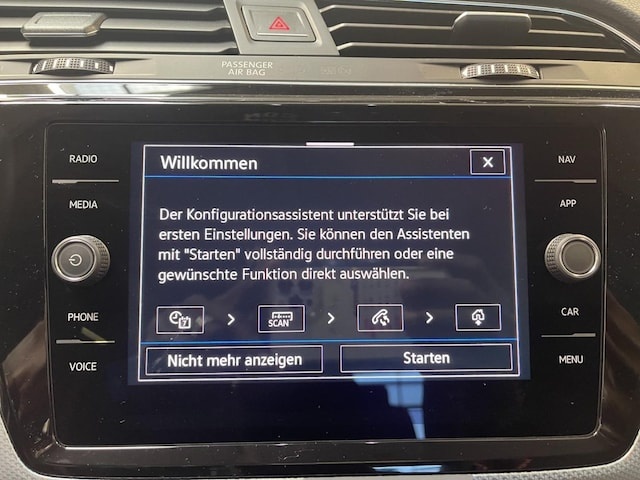 PASSENGER
AIR BAG
RADIO
MEDIA
PHONE
VOICE
Willkommen
X
Der Konfigurationsassistent unterstützt Sie bei
ersten Einstellungen. Sie können den Assistenten
mit "Starten" vollständig durchführen oder eine
gewünschte Funktion direkt auswählen.
7
SCAN
Nicht mehr anzeigen
Starten
NAV
APP
CAR
MENU